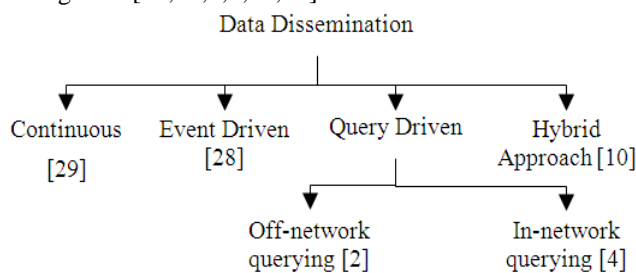 Data Dissemination
Continuous
[29]
Event Driven
[28]
Query Driven
Hybrid
Approach [10]
Off-network
querying [2]
In-network
querying [4]